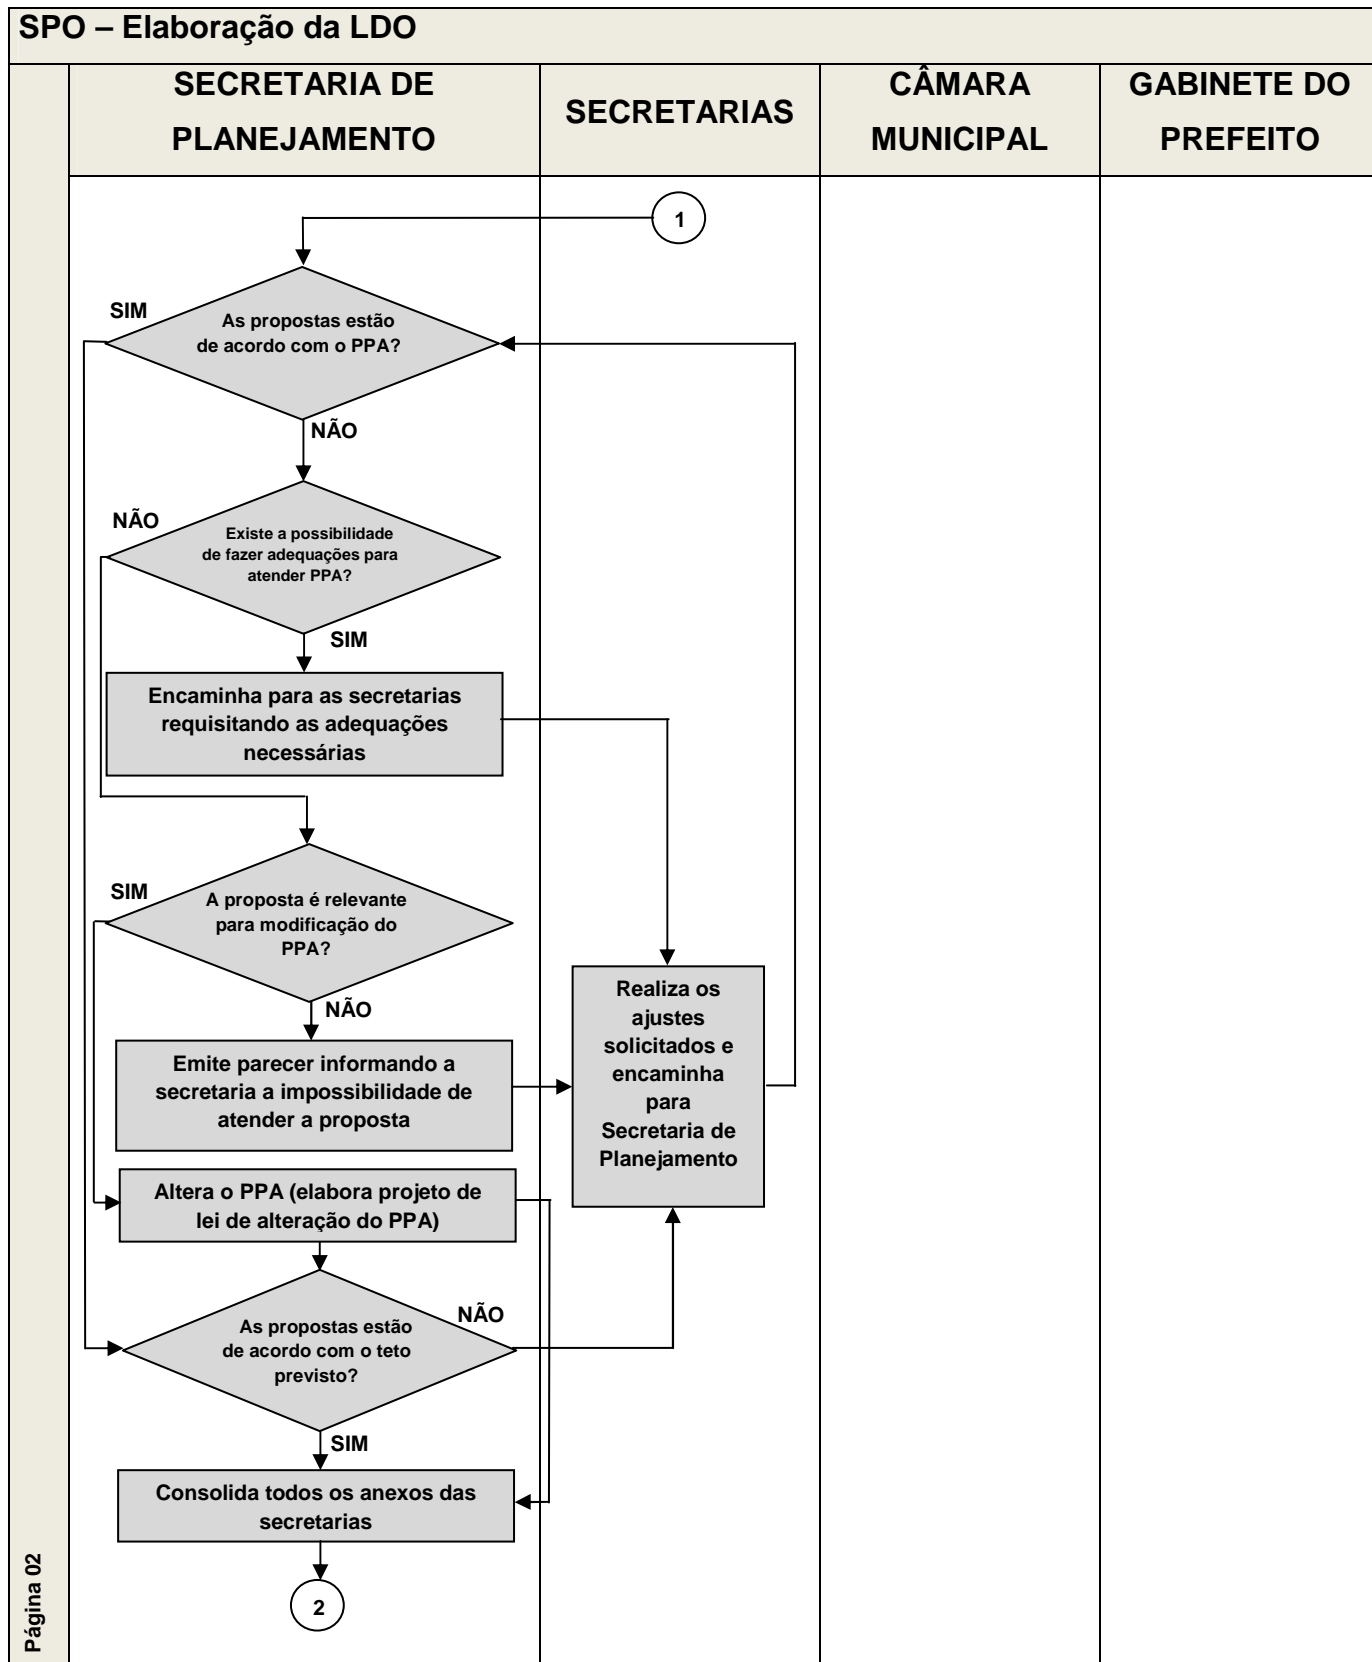 SPO – Elaboração da LDO
SECRETARIA DE
PLANEJAMENTO
SECRETARIAS
CÂMARA
MUNICIPAL
GABINETE DO
PREFEITO
1
SIM
As propostas estão
de acordo com o PPA?
NÃO
NÃO
Existe a possibilidade
de fazer adequações para
atender PPA?
SIM
Encaminha para as secretarias
requisitando as adequações
necessárias
SIM
A proposta é relevante
para modificação do
PPA?
NÃO
Realiza os
ajustes
solicitados e
encaminha
para
Secretaria de
Planejamento
Emite parecer informando a
secretaria a impossibilidade de
atender a proposta
Altera o PPA (elabora projeto de
lei de alteração do PPA)
NÃO
As propostas estão
de acordo com o teto
previsto?
SIM
Consolida todos os anexos das
secretarias
2
Página 02